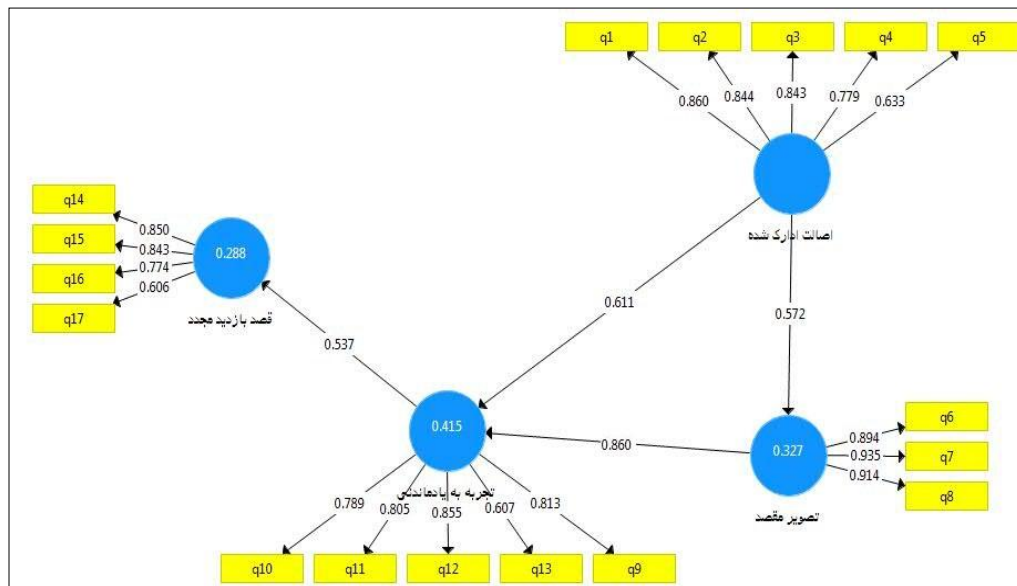 q1
q2
q3
q4
q5
0.860
0.844
0.843
0.779
0.633
اصالت ادارک شده
q14
q15
q16
q17
0.850
0.843
0.774
0.606
0.288
قصد بازدید مجدد
0.611
0.572
0.537
0.415
تجربه به یادماندنی
0.860
0.327
تصویر مقصد
0.894
0.935
0.914
q6
q7
q8
0.789
0.805
0.855
0.607
0.813
q10
q11
q12
q13
q9